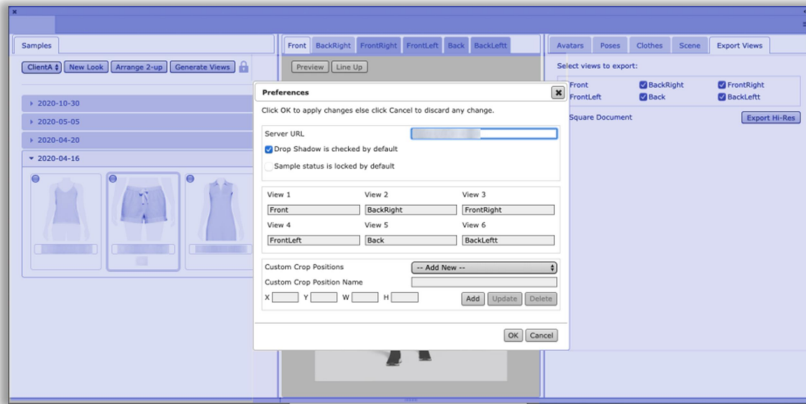 Samples
Front BackRight FrontRight FrontLeft Back BackLeftt
Avatars Poses Clothes Scene Export Views
ClientA New Look Arrange 2-up Generate Views
Preview Line Up
Select views to export:
Front BackRight FrontRight
FrontLeft Back BackLeftt
Square Document Export Hi-Res
2020-10-30
2020-05-05
2020-04-20
2020-04-16
Preferences
Click OK to apply changes else click Cancel to discard any change.
Server URL
Drop Shadow is checked by default
Sample status is locked by default
View 1 View 2 View 3
Front BackRight FrontRight
View 4 View 5 View 6
FrontLeft Back BackLeftt
Custom Crop Positions -- Add New --
Custom Crop Position Name
X Y W H Add Update Delete
OK Cancel